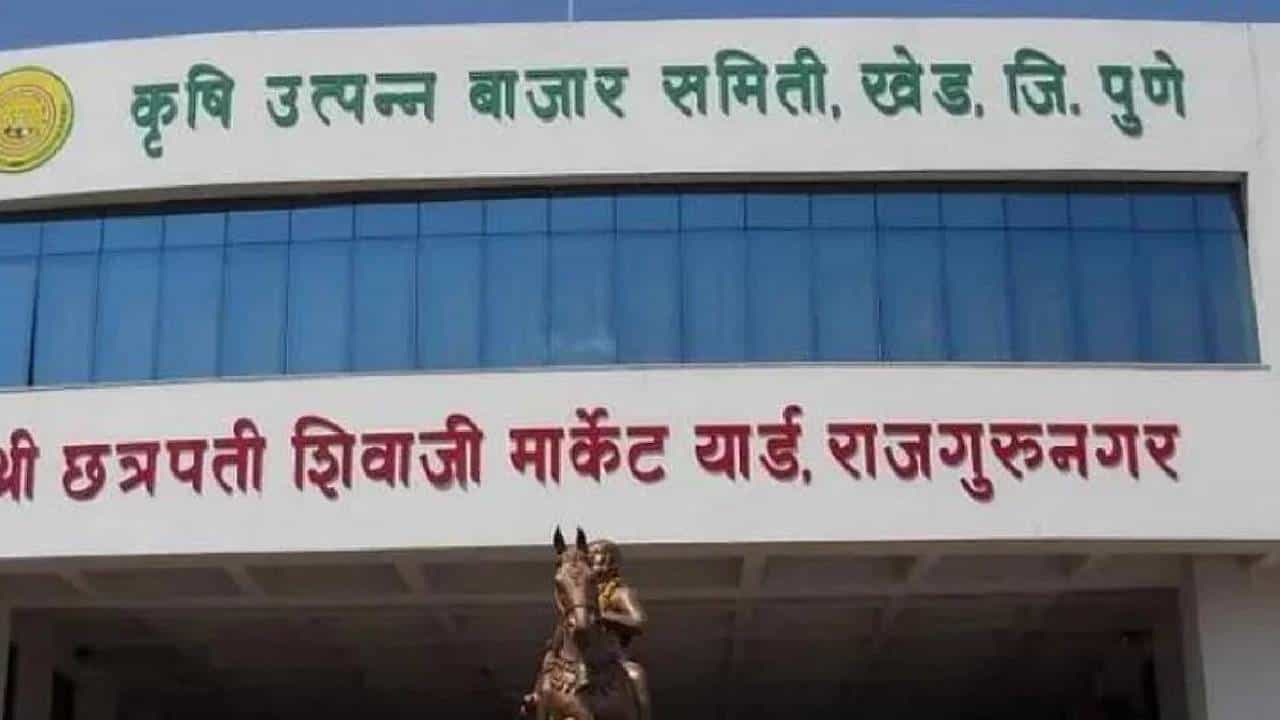 कृषि उत्पन्न बाजार समिती, खेड, जि. पुणे
श्री छत्रपती शिवाजी मार्केट यार्ड, राजगुरुनगर